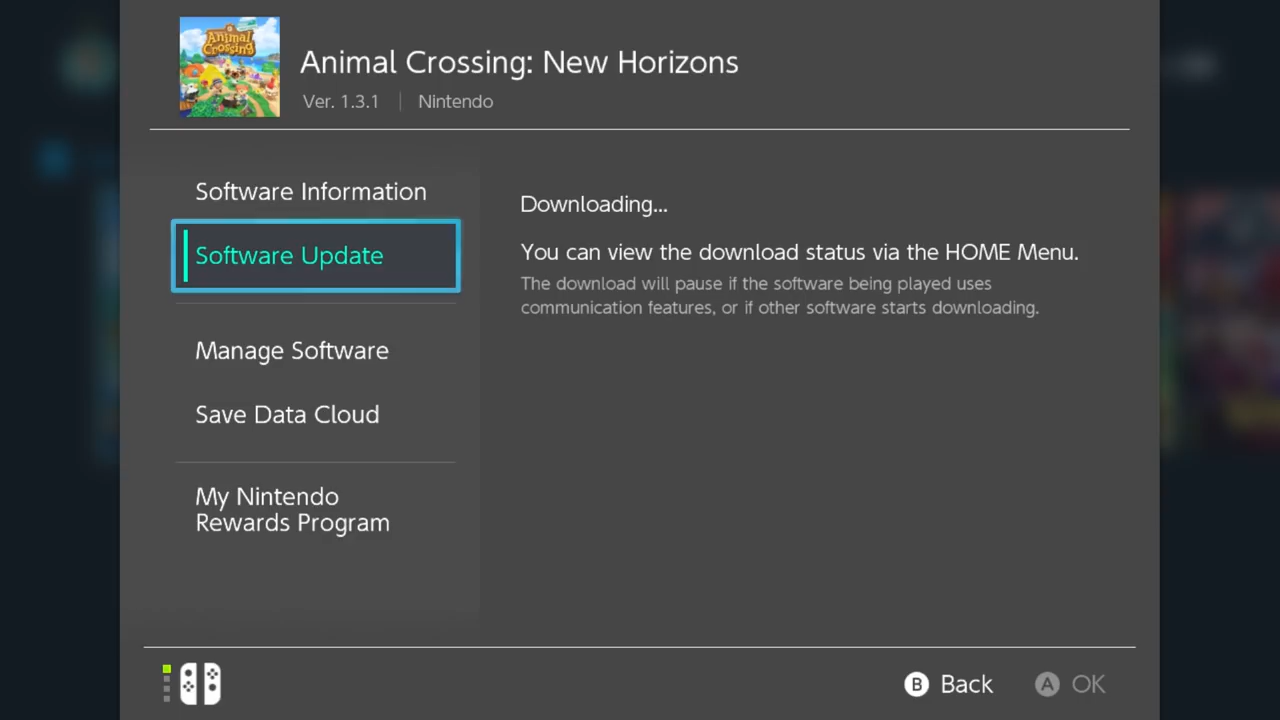 Animal Crossing
Animal Crossing: New Horizons
Ver. 1.3.1 | Nintendo
Software Information
Software Update
Manage Software
Save Data Cloud
My Nintendo
Rewards Program
Downloading...
You can view the download status via the HOME Menu.
The download will pause if the software being played uses
communication features, or if other software starts downloading.
B Back A OK